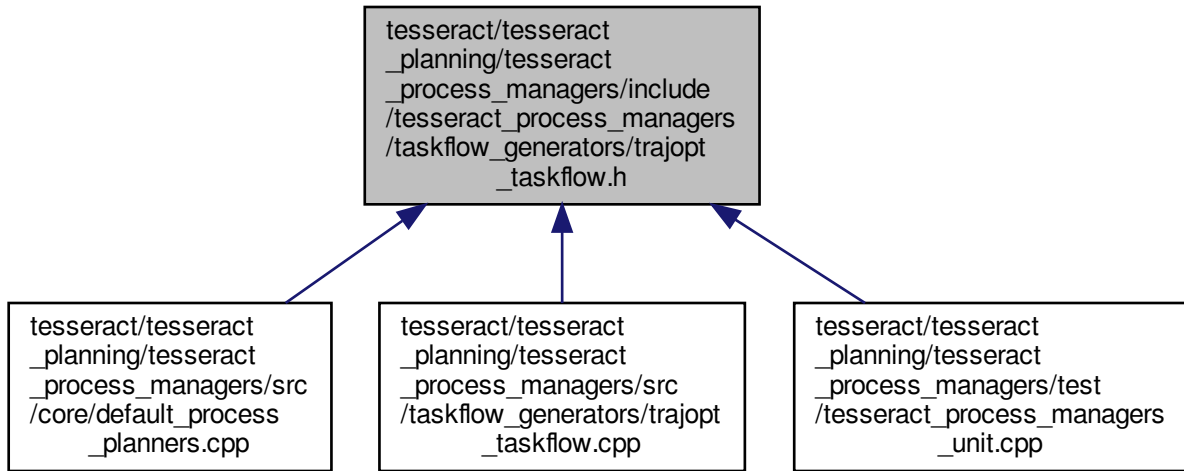 tesseract/tesseract
_planning/tesseract
_process_managers/include
/tesseract_process_managers
/taskflow_generators/trajopt
_taskflow.h
tesseract/tesseract
_planning/tesseract
_process_managers/src
/core/default_process
_planners.cpp
tesseract/tesseract
_planning/tesseract
_process_managers/src
/taskflow_generators/trajopt
_taskflow.cpp
tesseract/tesseract
_planning/tesseract
_process_managers/test
/tesseract_process_managers
_unit.cpp